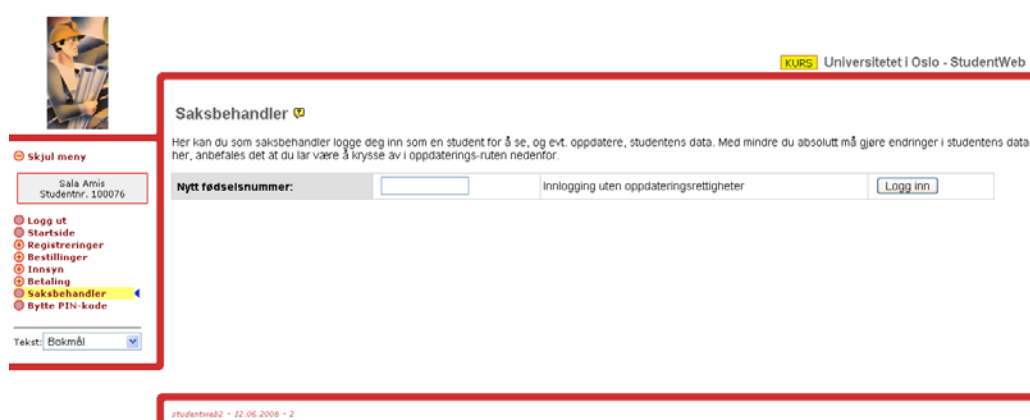 KURS Universitetet i Oslo - StudentWeb
Saksbehandler
Her kan du som saksbehandler logge deg inn som en student for å se, og evt. oppdatere, studentens data. Med mindre du absolutt må gjøre endringer i studentens data
her, anbefales det at du lar være å krysse av i oppdaterings-ruten nedenfor.
Nytt fødselsnummer: Innlogging uten oppdateringsrettigheter Logg inn
Skjul meny
Sala Amis
Studentnr. 100076
Logg ut
Startside
Registreringer
Bestillinger
Innsyn
Betaling
Saksbehandler
Bytte PIN-kode
Tekst: Bokmål
studentweb2 - 12.06.2008 - 2